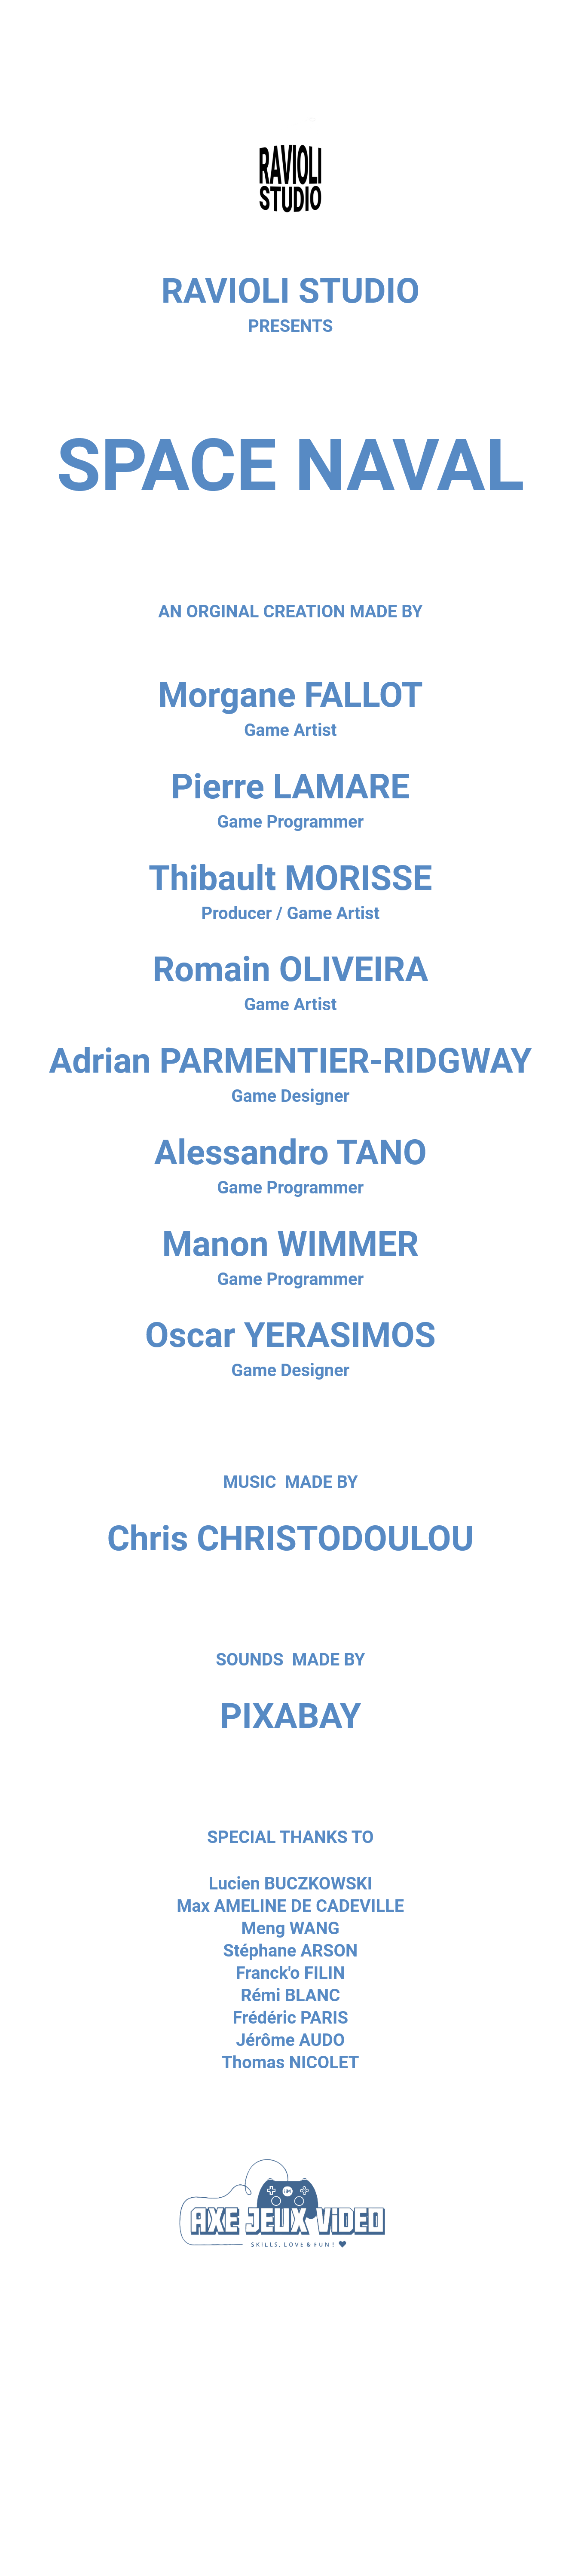 RAVIOLI
STUDIO
RAVIOLI STUDIO
PRESENTS
SPACE NAVAL
AN ORGINAL CREATION MADE BY
Morgane FALLOT
Game Artist
Pierre LAMARE
Game Programmer
Thibault MORISSE
Producer / Game Artist
Romain OLIVEIRA
Game Artist
Adrian PARMENTIER-RIDGWAY
Game Designer
Alessandro TANO
Game Programmer
Manon WIMMER
Game Programmer
Oscar YERASIMOS
Game Designer
MUSIC  MADE BY
Chris CHRISTODOULOU
SOUNDS  MADE BY
PIXABAY
SPECIAL THANKS TO
Lucien BUCZKOWSKI
Max AMELINE DE CADEVILLE
Meng WANG
Stéphane ARSON
Franck'o FILIN
Rémi BLANC
Frédéric PARIS
Jérôme AUDO
Thomas NICOLET
AXE JEUX ViDEO
SKILLS, LOVE & FUN !